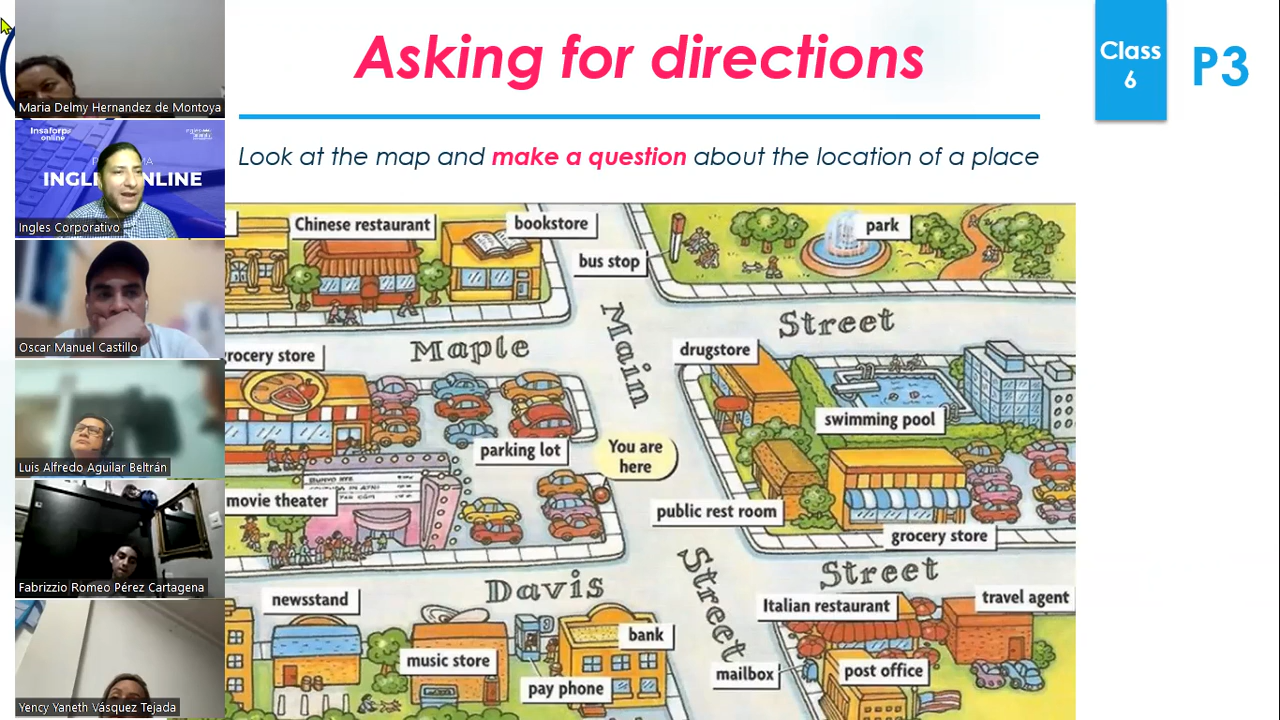 Asking for directions
Class
6
P3
Look at the map and make a question about the location of a place
Maria Delmy Hernandez de Montoya
Insaforp
online
INGL
NLINE
Ingles Corporativo
Oscar Manuel Castillo
Luis Alfredo Aguilar Beltrán
Fabrizzio Romeo Pérez Cartagena
Yency Yaneth Vásquez Tejada
Chinese restaurant
bookstore
bus stop
park
Maple
Main
Street
rocery store
drugstore
swimming pool
parking lot
You are
here
movie theater
public rest room
grocery store
Davis
Street
Street
newsstand
music store
pay phone
bank
Italian restaurant
travel agent
mailbox
post office